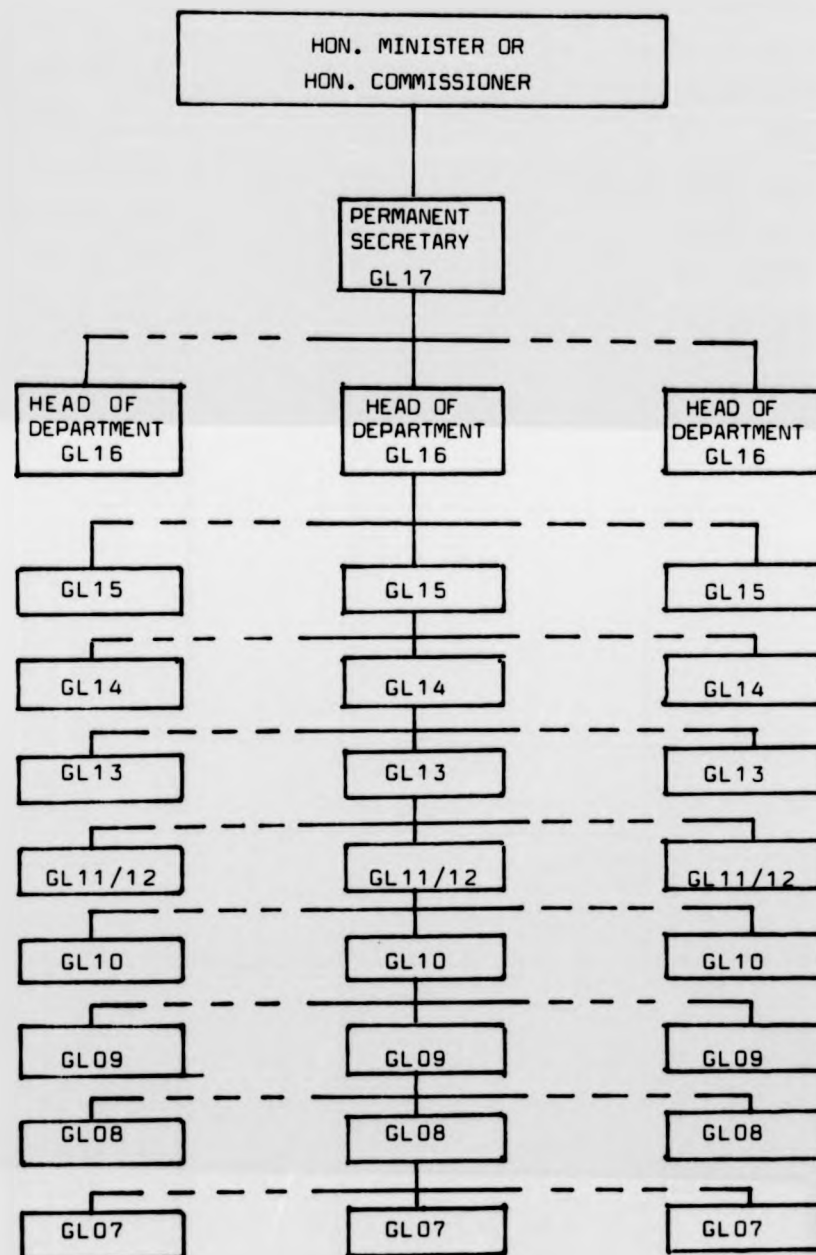 HON. MINISTER OR
HON. COMMISSIONER
PERMANENT
SECRETARY
GL17
HEAD OF
DEPARTMENT
GL16
HEAD OF
DEPARTMENT
GL16
HEAD OF
DEPARTMENT
GL16
GL15
GL15
GL15
GL14
GL14
GL14
GL13
GL13
GL13
GL11/12
GL11/12
GL11/12
GL10
GL10
GL10
GL09
GL09
GL09
GL08
GL08
GL08
GL07
GL07
GL07